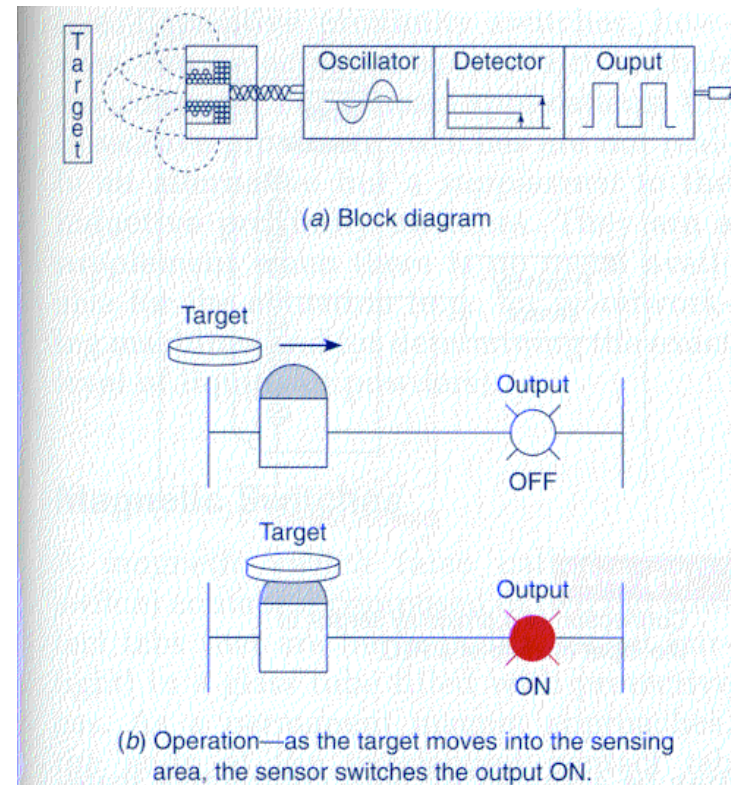 Target
Oscillator
Detector
Ouput
(a) Block diagram
Target
Output
OFF
Target
Output
ON
(b) Operation—as the target moves into the sensing
area, the sensor switches the output ON.